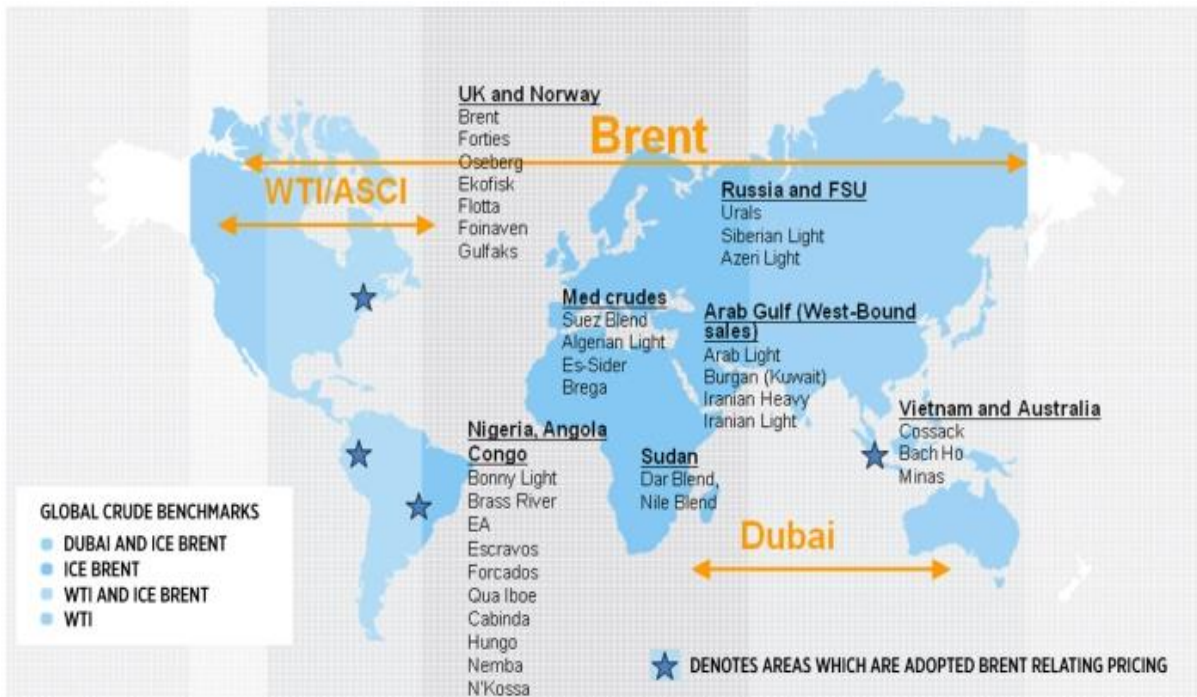 UK and Norway
Brent
Forties
Oseberg
Ekofisk
Flotta
Foinaven
Gulfaks
Brent
WTI/ASCI
Russia and FSU
Urals
Siberian Light
Azeri Light
Med crudes
Suez Blend
Algerian Light
Es-Sider
Brega
Arab Gulf (West-Bound
sales)
Arab Light
Burgan (Kuwait)
Iranian Heavy
Iranian Light
Vietnam and Australia
Cossack
Bach Ho
Minas
Nigeria, Angola
Congo
Bonny Light
Brass River
EA
Escravos
Forcados
Qua Iboe
Cabinda
Hungo
Nemba
N'Kossa
Sudan
Dar Blend,
Nile Blend
Dubai
GLOBAL CRUDE BENCHMARKS
DUBAI AND ICE BRENT
ICE BRENT
WTI AND ICE BRENT
WTI
DENOTES AREAS WHICH ARE ADOPTED BRENT RELATING PRICING